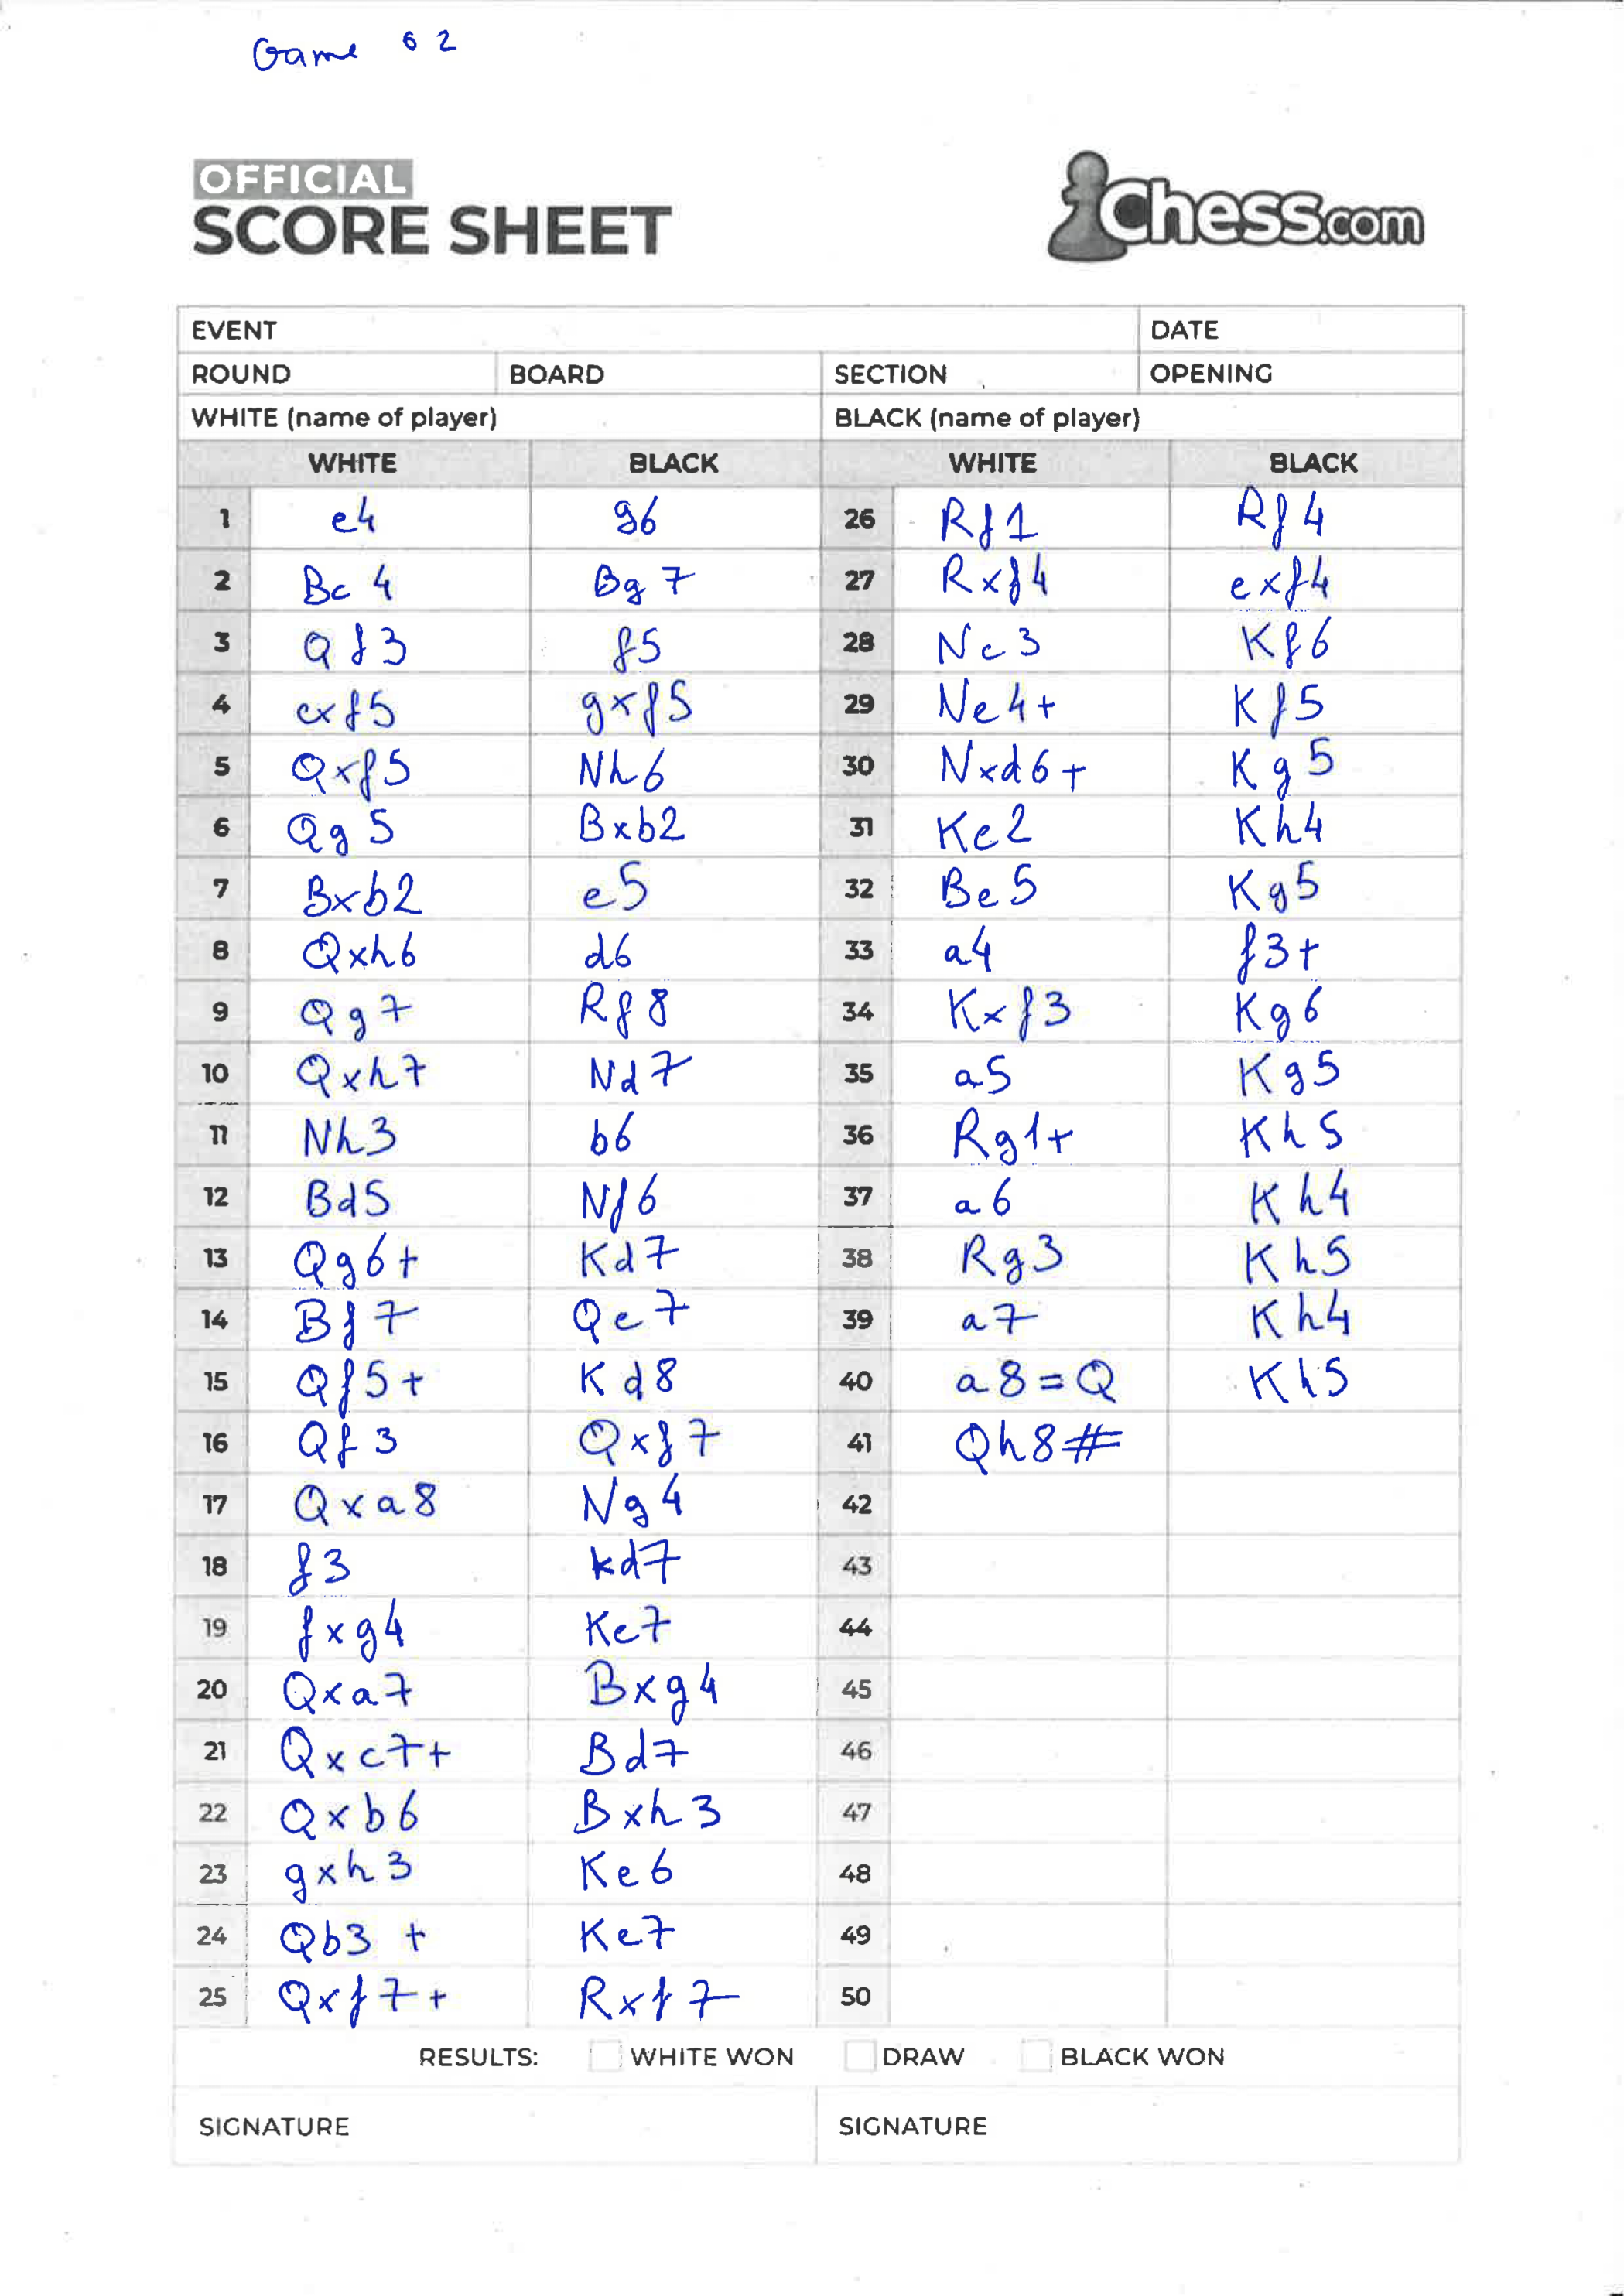 Game 62
OFFICIAL
SCORE SHEET
Chess.com
EVENT DATE
ROUND BOARD SECTION OPENING
WHITE (name of player) BLACK (name of player)
WHITE BLACK WHITE BLACK
1 e4 g6 26 Rf1 Rf4
2 Bc4 Bg7 27 Rxf4 exf4
3 Qf3 f5 28 Nc3 Kf6
4 exf5 gxf5 29 Ne4+ Kf5
5 Qxf5 Nh6 30 Nxd6+ Kg5
6 Qg5 Bxb2 31 Ke2 Kh4
7 Bxb2 e5 32 Be5 Kg5
8 Qxh6 d6 33 a4 f3+
9 Qg7 Rf8 34 Kxf3 Kg6
10 Qxh7 Nd7 35 a5 Kg5
11 Nh3 b6 36 Rg1+ Kh5
12 Bd5 Nf6 37 a6 Kh4
13 Qg6+ Kd7 38 Rg3 Kh5
14 Bf7 Qe7 39 a7 Kh4
15 Qf5+ Kd8 40 a8=Q Kh5
16 Qf3 Qxf7 41 Qh8#
17 Qxa8 Ng4 42
18 f3 kd7 43
19 fxg4 Ke7 44
20 Qxa7 Bxg4 45
21 Qxc7+ Bd7 46
22 Qxb6 Bxh3 47
23 gxh3 Ke6 48
24 Qb3+ Ke7 49
25 Qxf7+ Rxf7 50
RESULTS: WHITE WON DRAW BLACK WON
SIGNATURE SIGNATURE